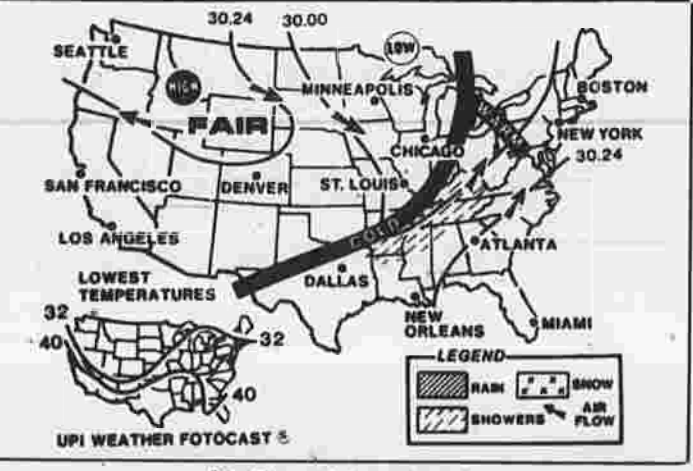 30.24 30.00
LOW
SEATTLE
HIGH
MINNEAPOLIS
BOSTON
FAIR
WARM
NEW YORK
CHICAGO
30.24
SAN FRANCISCO
DENVER
ST. LOUIS
COLD
LOS ANGELES
ATLANTA
LOWEST
TEMPERATURES
DALLAS
32
NEW
ORLEANS
MIAMI
40
32
LEGEND
RAIN
SNOW
40
SHOWERS
AIR
FLOW
UPI WEATHER FOTOCAST ®